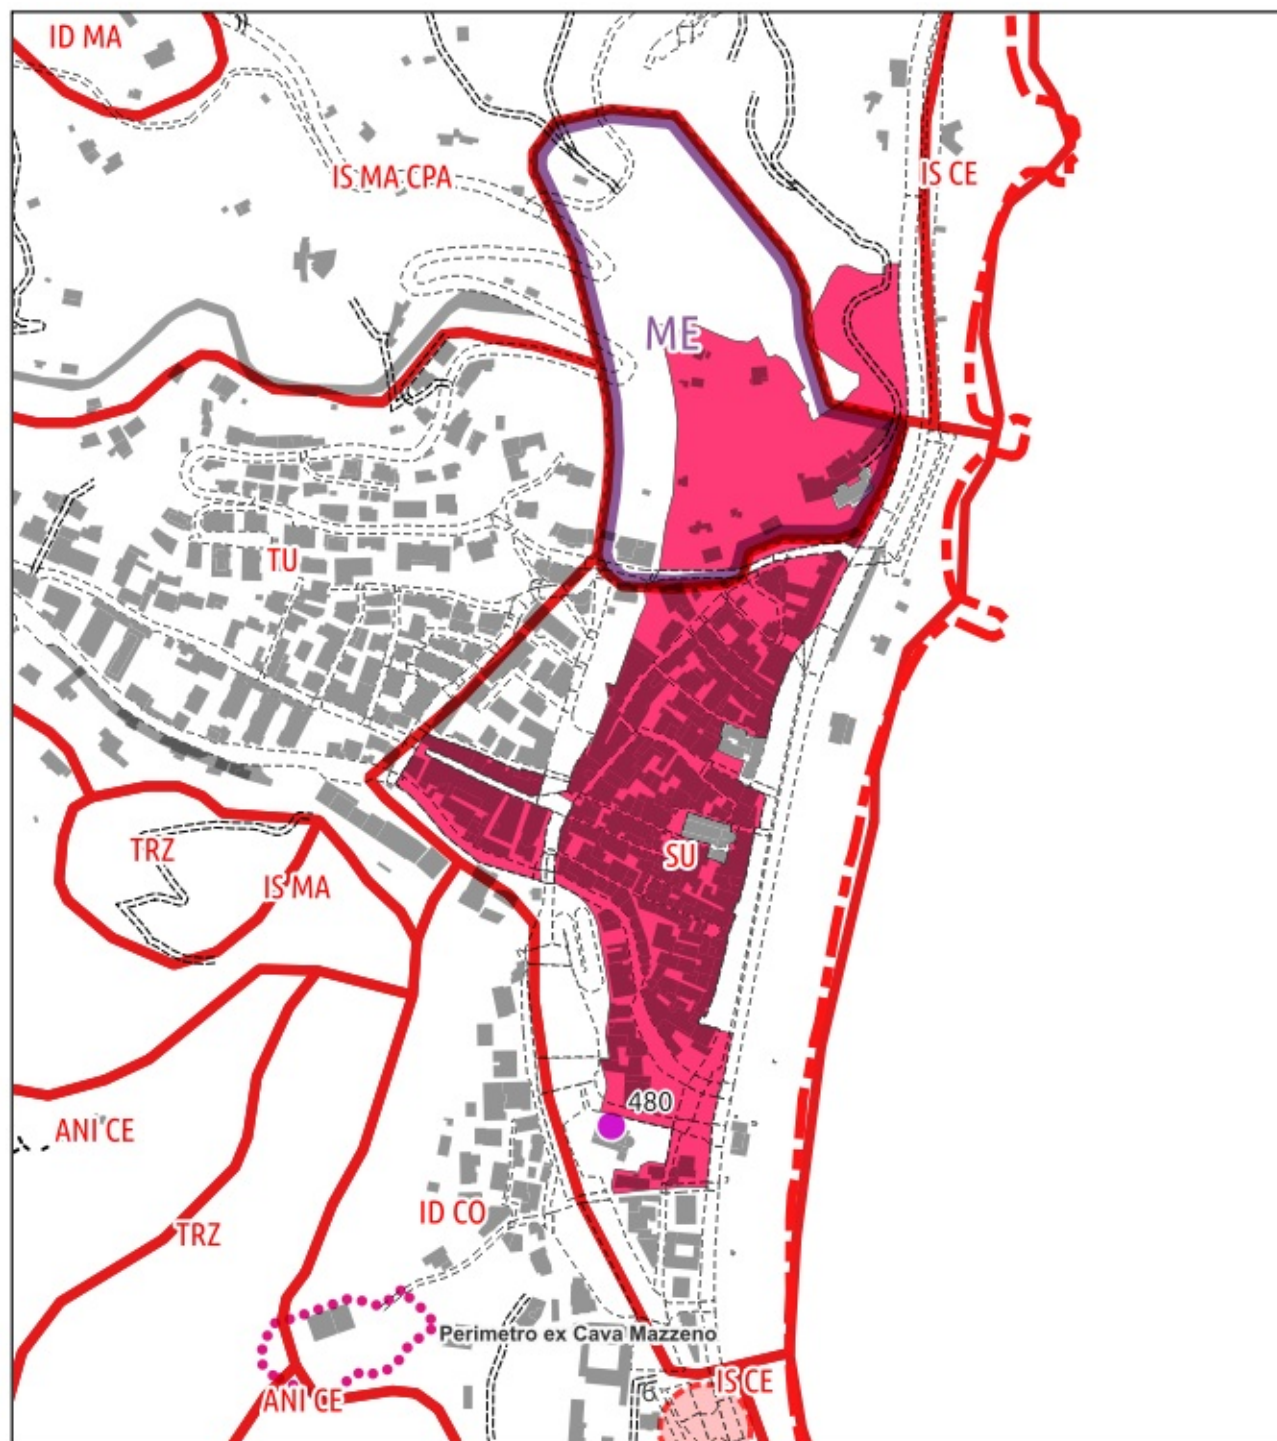 ID MA
IS MA CPA
IS CE
ME
TU
TRZ
SU
IS MA
480
ANI CE
ID CO
TRZ
Perimetro ex Cava Mazzeno
IS CE
6
ANI CE